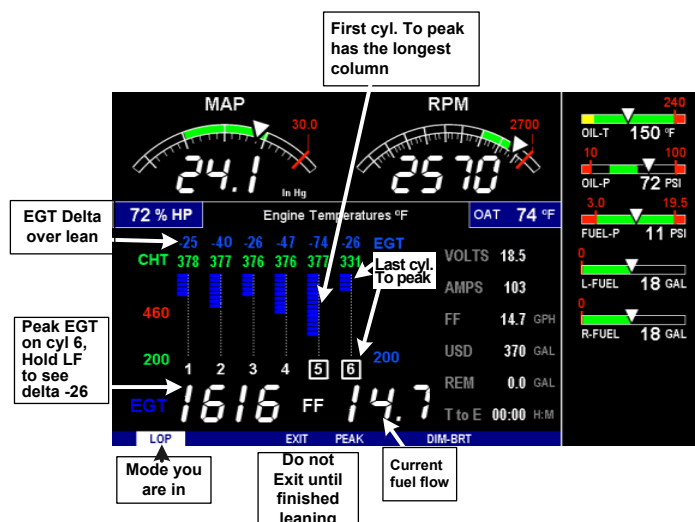 First cyl. To peak
has the longest
column
MAP
30.0
24.1
In Hg
RPM
2700
2570
240
OIL-T 150 °F
10 100
OIL-P 72 PSI
3.0 19.5
FUEL-P 11 PSI
0
L-FUEL 18 GAL
0
R-FUEL 18 GAL
72 % HP
Engine Temperatures °F
OAT 74 °F
EGT Delta
over lean
-25 -40 -26 -47 -74 -26 EGT
CHT 378 377 376 376 377 331
Last cyl.
To peak
460
200
200
1 2 3 4 5 6
VOLTS 18.5
AMPS 103
FF 14.7 GPH
USD 370 GAL
REM 0.0 GAL
T to E 00:00 H:M
Peak EGT
on cyl 6,
Hold LF
to see
delta -26
EGT 1616 FF 14.7
LOP EXIT PEAK DIM-BRT
Mode you
are in
Do not
Exit until
finished
leaning
Current
fuel flow